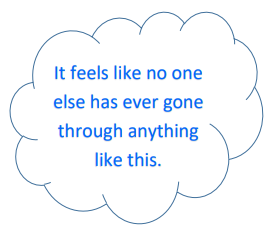 It feels like no one
else has ever gone
through anything
like this.